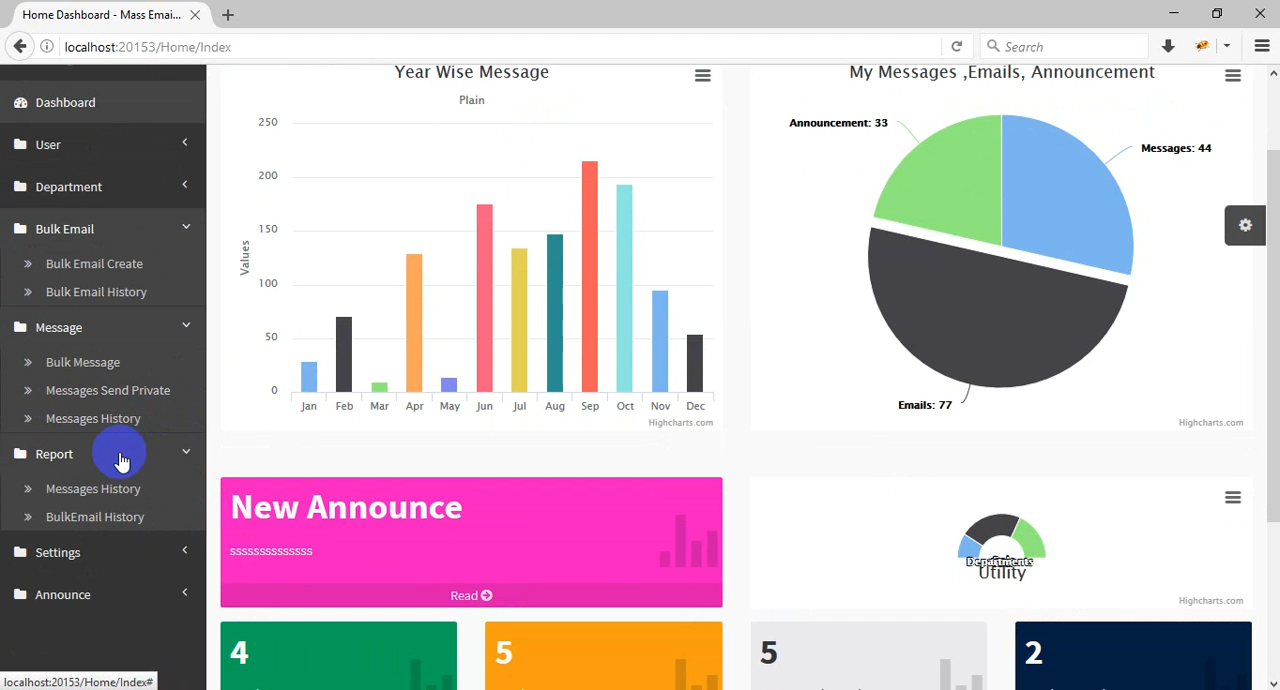 Home Dashboard - Mass Emai...
localhost:20153/Home/Index
Search
Dashboard
User
Department
Bulk Email
Bulk Email Create
Bulk Email History
Message
Bulk Message
Messages Send Private
Messages History
Report
Messages History
BulkEmail History
Settings
Announce
localhost:20153/Home/Index#
Year Wise Message
Plain
Values
250
200
150
100
50
0
Jan Feb Mar Apr May Jun Jul Aug Sep Oct Nov Dec
Highcharts.com
My Messages ,Emails, Announcement
Announcement: 33
Messages: 44
Emails: 77
Highcharts.com
New Announce
ssssssssssssss
Read
Departments
Utility
Highcharts.com
4
5
5
2